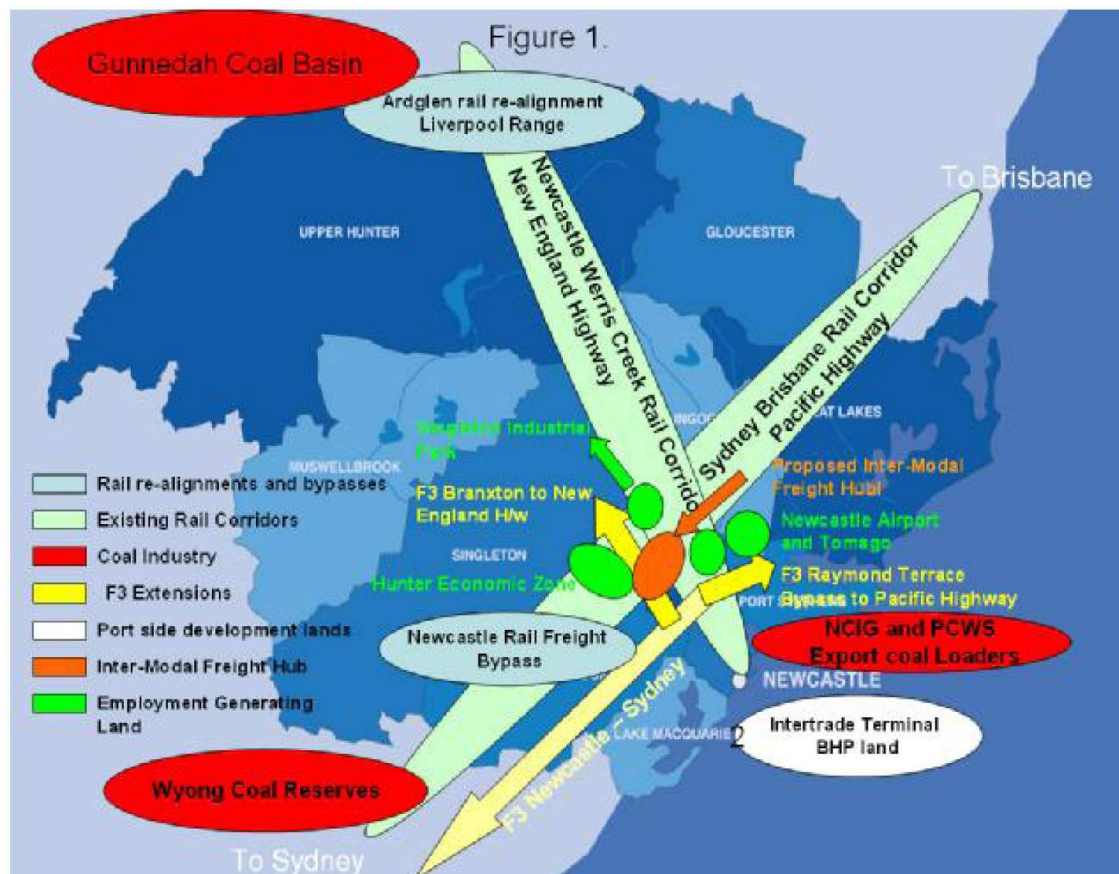 Figure 1.
Gunnedah Coal Basin
Ardglen rail re-alignment
Liverpool Range
To Brisbane
UPPER HUNTER
GLOUCESTER
Newcastle Werris Creek Rail Corridor
New England Highway
Sydney Brisbane Rail Corridor
Pacific Highway
AT LAKES
MUSWELLBROOK
Industrial
Park
Proposed Inter-Modal
Freight Hubl
F3 Branxton to New
England H/w
Newcastle Airport
and Tomago
SINGLETON
Hunter Economic Zone
F3 Raymond Terrace
Bypass to Pacific Highway
PORT
Rail re-alignments and bypasses
Existing Rail Corridors
Coal Industry
F3 Extensions
Port side development lands
Inter-Modal Freight Hub
Employment Generating
Land
Newcastle Rail Freight
Bypass
NCIG and PCWS
Export coal Loaders
NEWCASTLE
F3 Newcastle ~ Sydney
LAKE MACQUARIE
2
Intertrade Terminal
BHP land
Wyong Coal Reserves
To Sydney